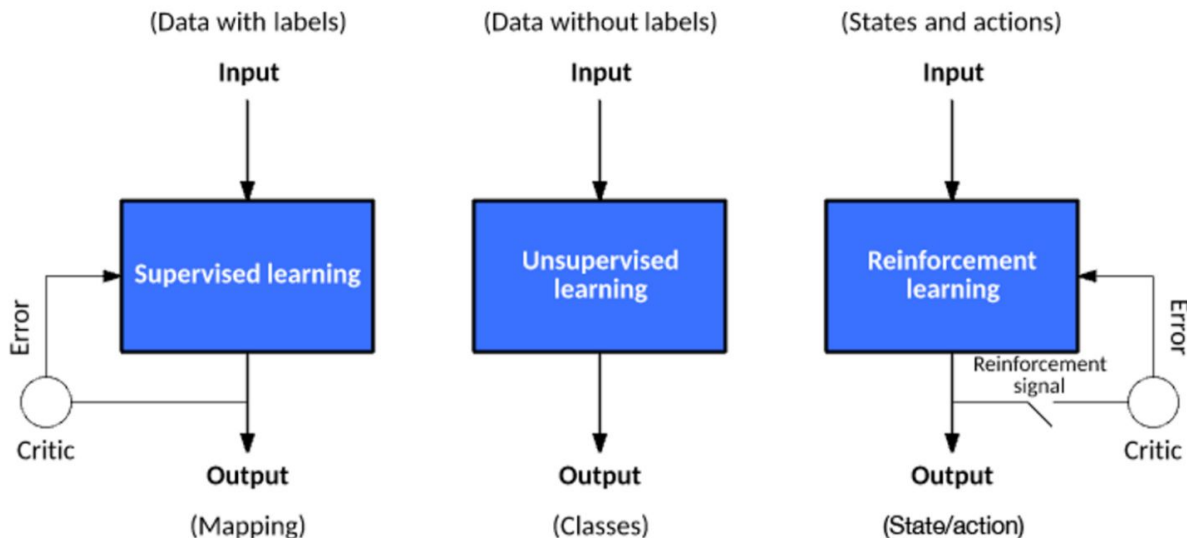 (Data with labels)
Input
Supervised learning
Error
Critic
Output
(Mapping)
(Data without labels)
Input
Unsupervised
learning
Output
(Classes)
(States and actions)
Input
Reinforcement
learning
Reinforcement
signal
Error
Critic
Output
(State/action)